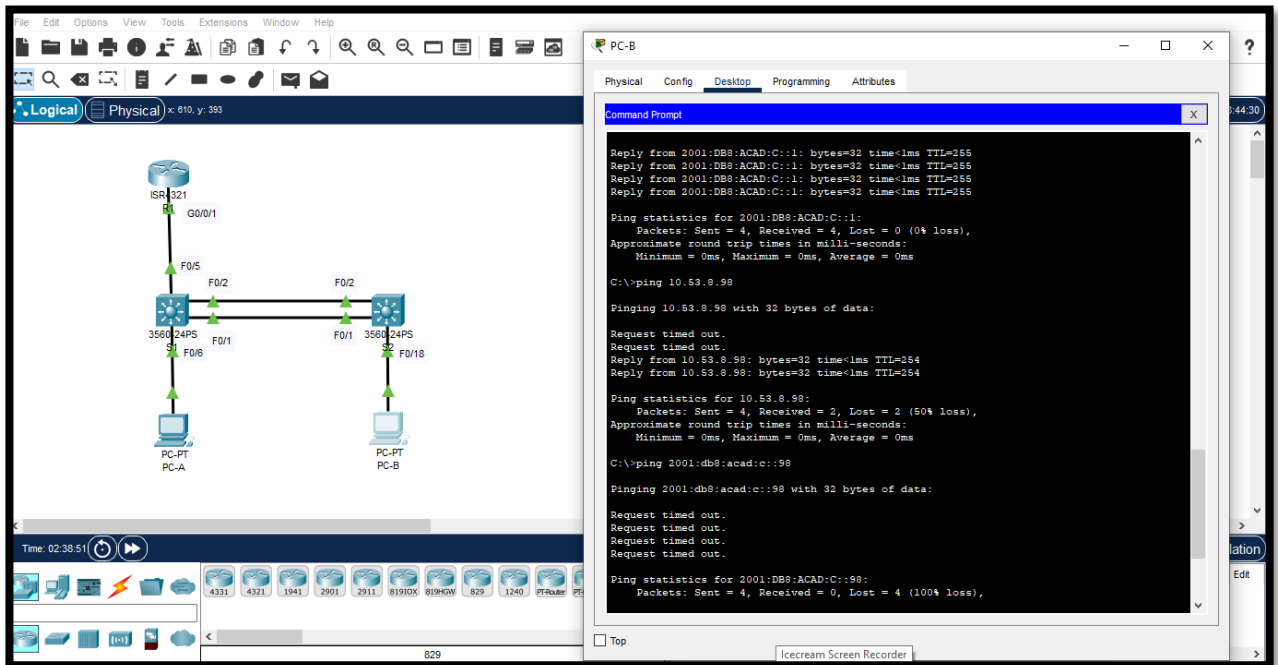 File Edit Options View Tools Extensions Window Help
Logical Physical x: 610, y: 393
:44:30
ISR4321
R1
G0/0/1
F0/5
F0/2
F0/2
3560-24PS
S1
F0/1
F0/1
3560-24PS
S2
F0/6
F0/18
PC-PT
PC-A
PC-PT
PC-B
Time: 02:38:51
4331 4321 1941 2901 2911 819IOX 819HGW 829 1240 PT-Router PT-
829
lation
Edit
?
PC-B
Physical Config Desktop Programming Attributes
Command Prompt X
Reply from 2001:DB8:ACAD:C::1: bytes=32 time<1ms TTL=255
Reply from 2001:DB8:ACAD:C::1: bytes=32 time<1ms TTL=255
Reply from 2001:DB8:ACAD:C::1: bytes=32 time<1ms TTL=255
Reply from 2001:DB8:ACAD:C::1: bytes=32 time<1ms TTL=255
Ping statistics for 2001:DB8:ACAD:C::1:
Packets: Sent = 4, Received = 4, Lost = 0 (0% loss),
Approximate round trip times in milli-seconds:
Minimum = 0ms, Maximum = 0ms, Average = 0ms
C:\>ping 10.53.8.98
Pinging 10.53.8.98 with 32 bytes of data:
Request timed out.
Request timed out.
Reply from 10.53.8.98: bytes=32 time<1ms TTL=254
Reply from 10.53.8.98: bytes=32 time<1ms TTL=254
Ping statistics for 10.53.8.98:
Packets: Sent = 4, Received = 2, Lost = 2 (50% loss),
Approximate round trip times in milli-seconds:
Minimum = 0ms, Maximum = 0ms, Average = 0ms
C:\>ping 2001:db8:acad:c::98
Pinging 2001:db8:acad:c::98 with 32 bytes of data:
Request timed out.
Request timed out.
Request timed out.
Request timed out.
Ping statistics for 2001:DB8:ACAD:C::98:
Packets: Sent = 4, Received = 0, Lost = 4 (100% loss),
Top
Icecream Screen Recorder